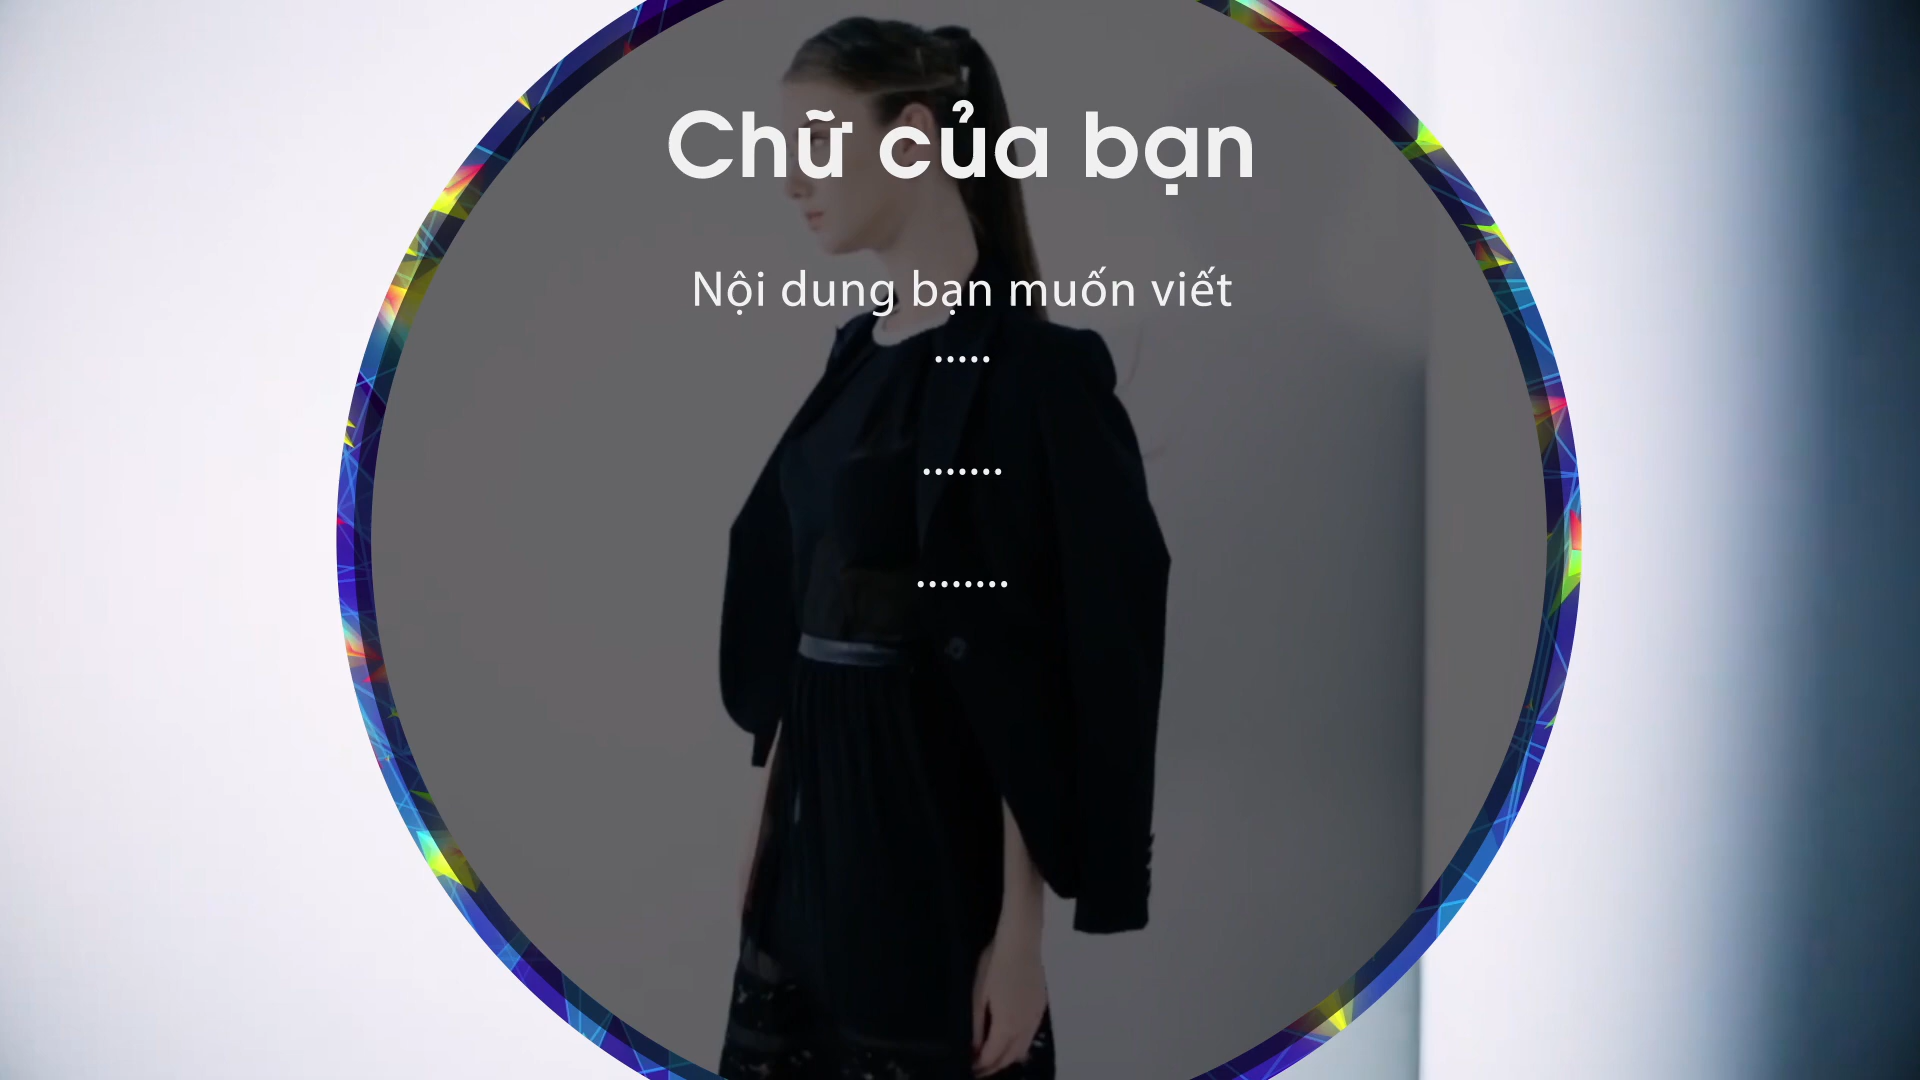 Chữ của bạn
Nội dung bạn muốn viết
.....
.......
........